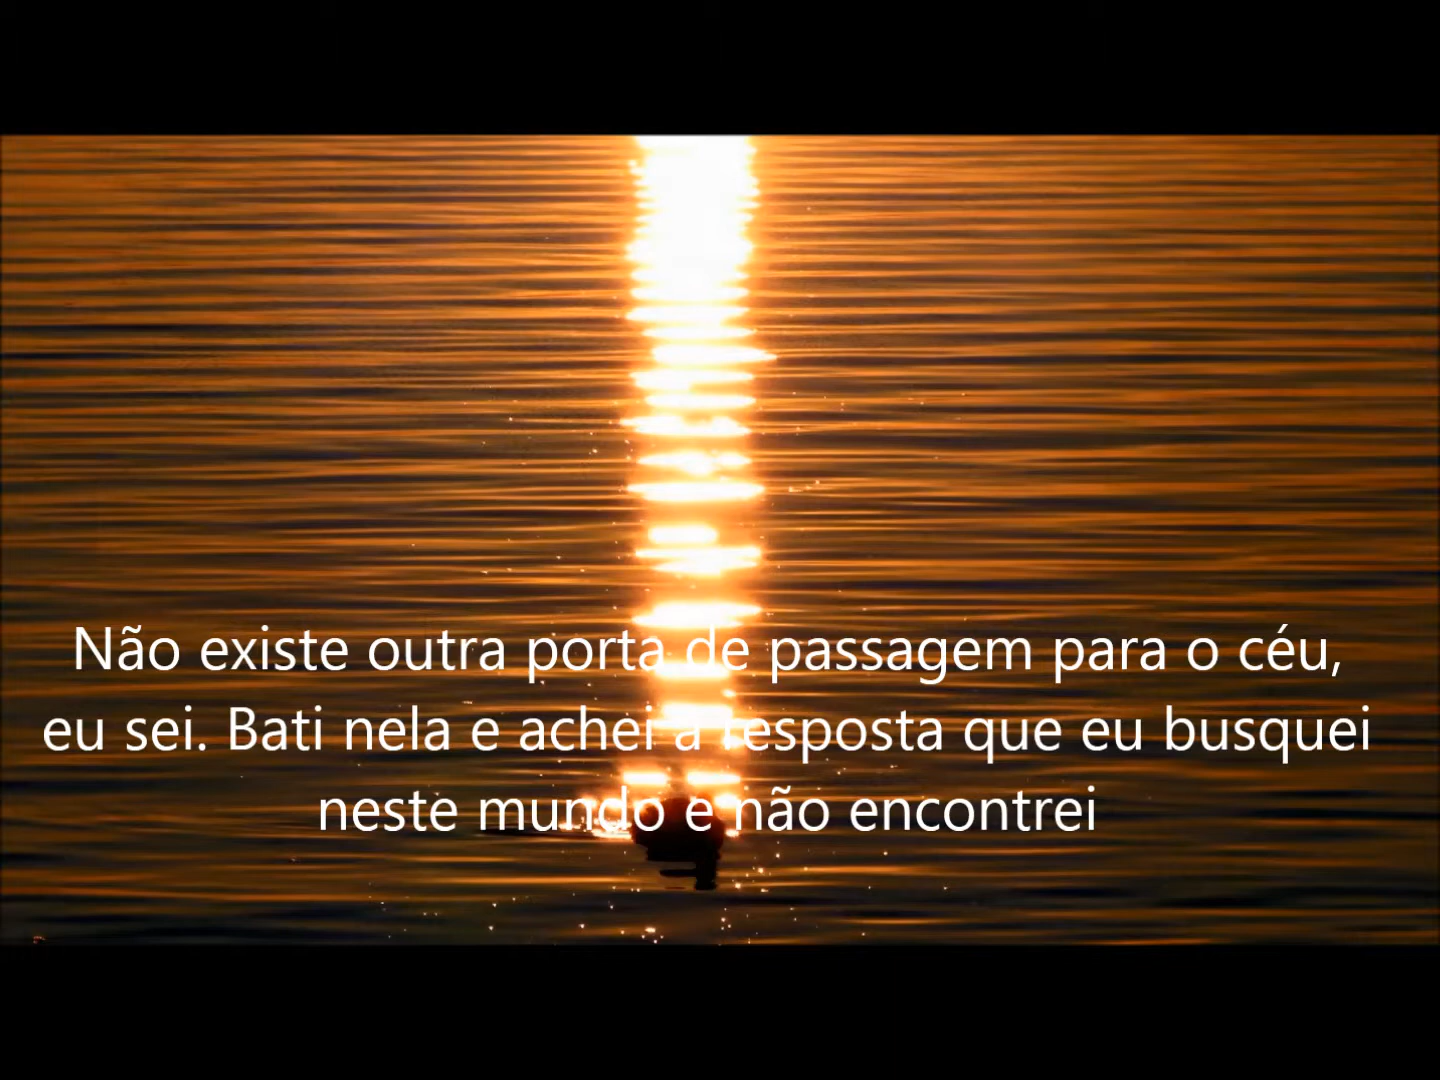 Não existe outra porta de passagem para o céu,
eu sei. Bati nela e achei a resposta que eu busquei
neste mundo e não encontrei